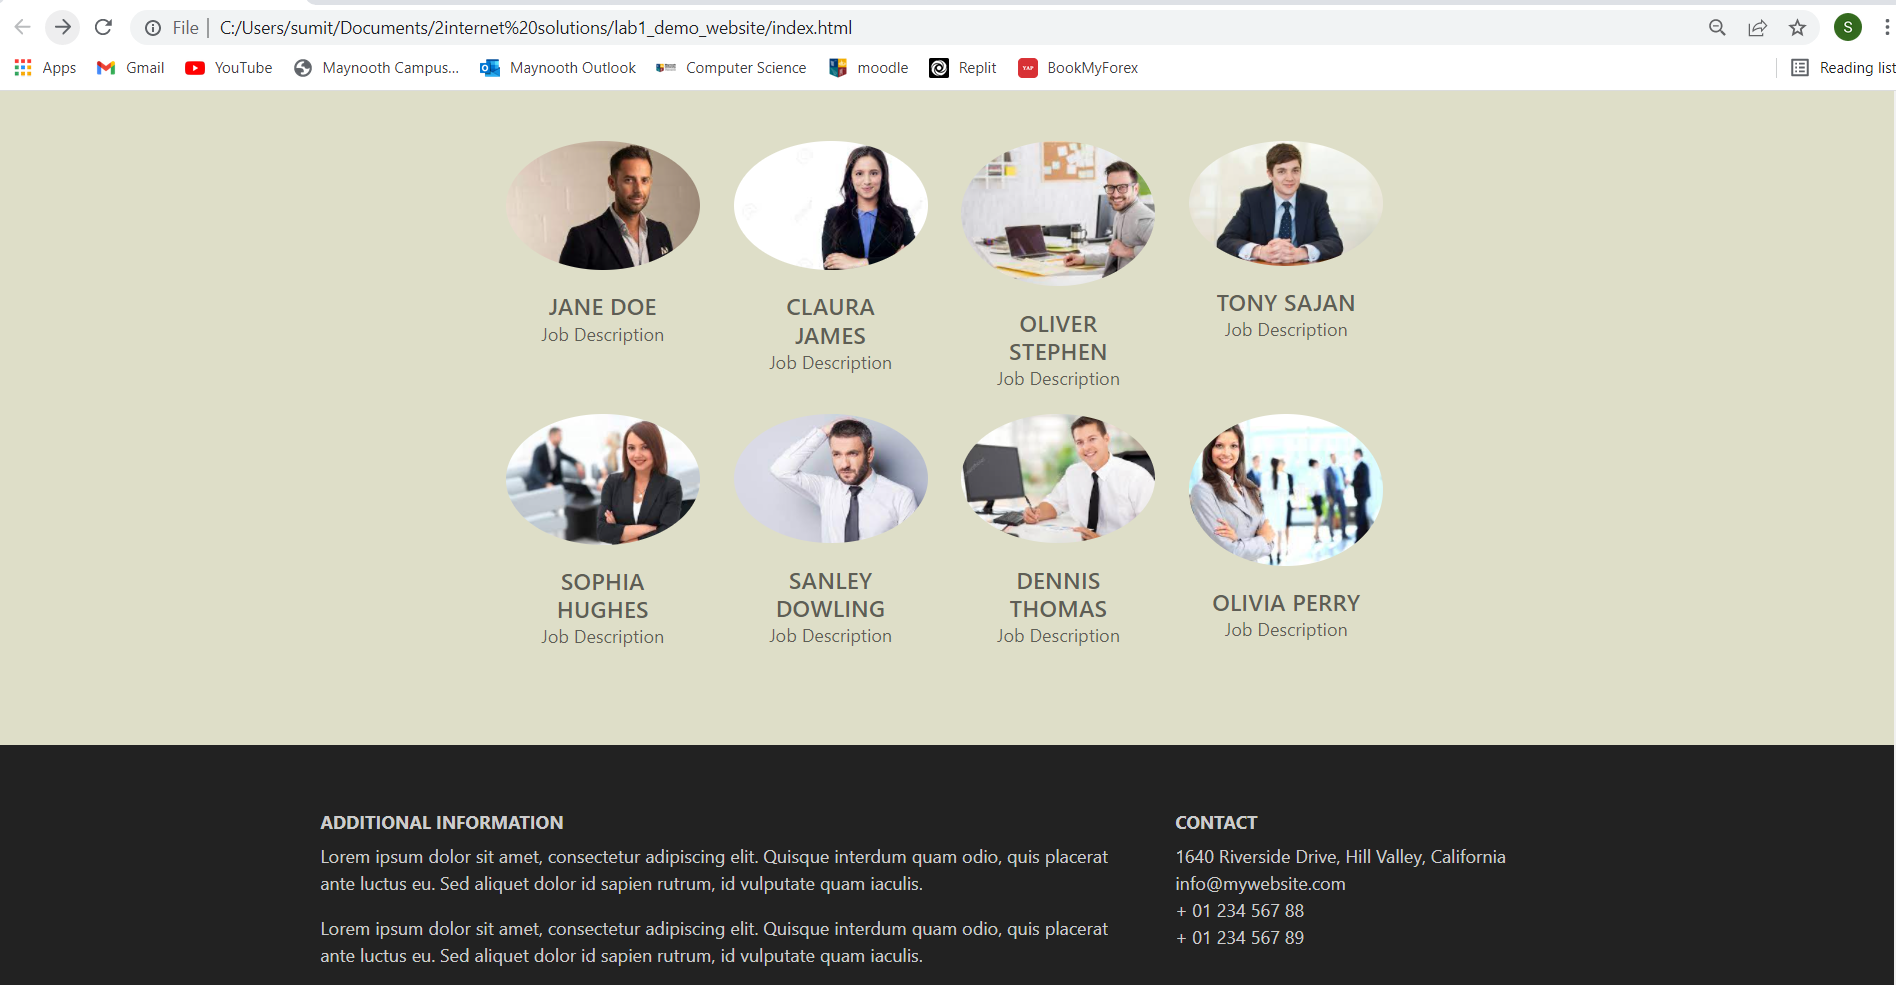 File | C:/Users/sumit/Documents/2internet%20solutions/lab1_demo_website/index.html S
Apps Gmail YouTube Maynooth Campus... Maynooth Outlook Computer Science moodle Replit YAP BookMyForex Reading list
JANE DOE
Job Description
CLAURA
JAMES
Job Description
OLIVER
STEPHEN
Job Description
TONY SAJAN
Job Description
SOPHIA
HUGHES
Job Description
SANLEY
DOWLING
Job Description
DENNIS
THOMAS
Job Description
OLIVIA PERRY
Job Description
ADDITIONAL INFORMATION
Lorem ipsum dolor sit amet, consectetur adipiscing elit. Quisque interdum quam odio, quis placerat
ante luctus eu. Sed aliquet dolor id sapien rutrum, id vulputate quam iaculis.
Lorem ipsum dolor sit amet, consectetur adipiscing elit. Quisque interdum quam odio, quis placerat
ante luctus eu. Sed aliquet dolor id sapien rutrum, id vulputate quam iaculis.
CONTACT
1640 Riverside Drive, Hill Valley, California
info@mywebsite.com
+ 01 234 567 88
+ 01 234 567 89